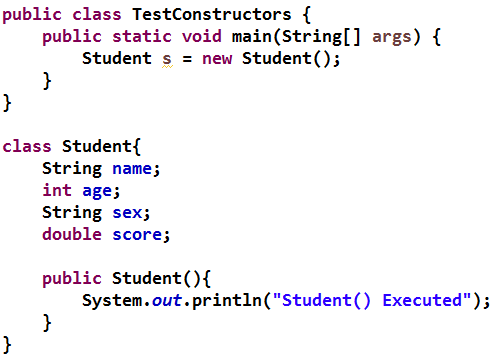 public class TestConstructors {
    public static void main(String[] args) {
        Student s = new Student();
    }
}

class Student{
    String name;
    int age;
    String sex;
    double score;

    public Student(){
        System.out.println("Student() Executed");
    }
}